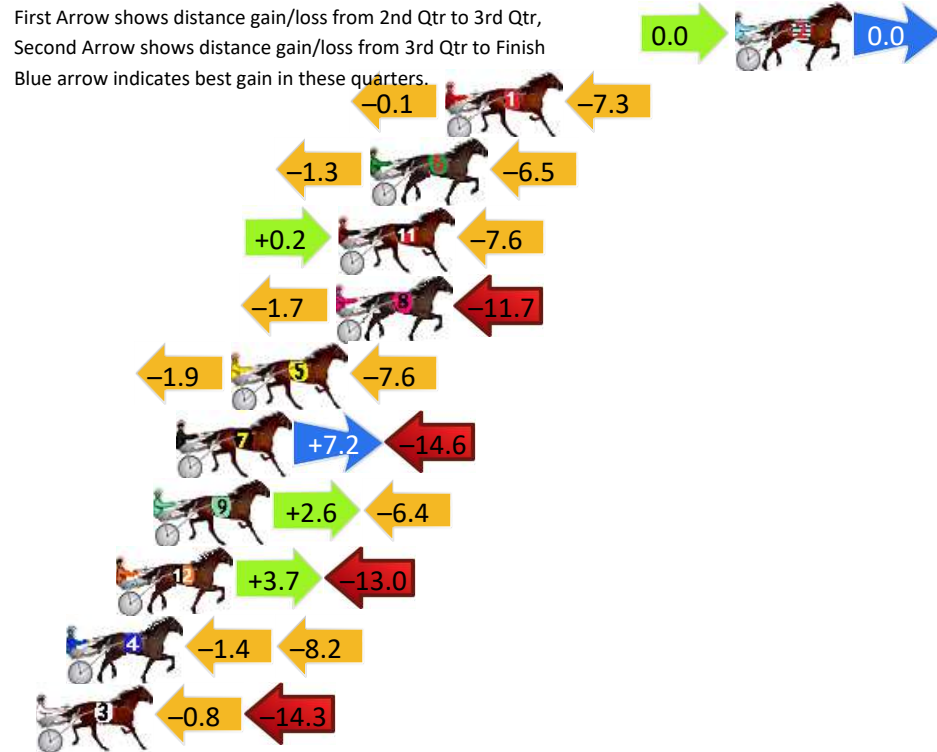 First Arrow shows distance gain/loss from 2nd Qtr to 3rd Qtr,
Second Arrow shows distance gain/loss from 3rd Qtr to Finish
Blue arrow indicates best gain in these quarters.
0.0 2 0.0
−0.1 1 −7.3
−1.3 6 −6.5
+0.2 11 −7.6
−1.7 8 −11.7
−1.9 5 −7.6
7 +7.2 −14.6
9 +2.6 −6.4
12 +3.7 −13.0
4 −1.4 −8.2
3 −0.8 −14.3